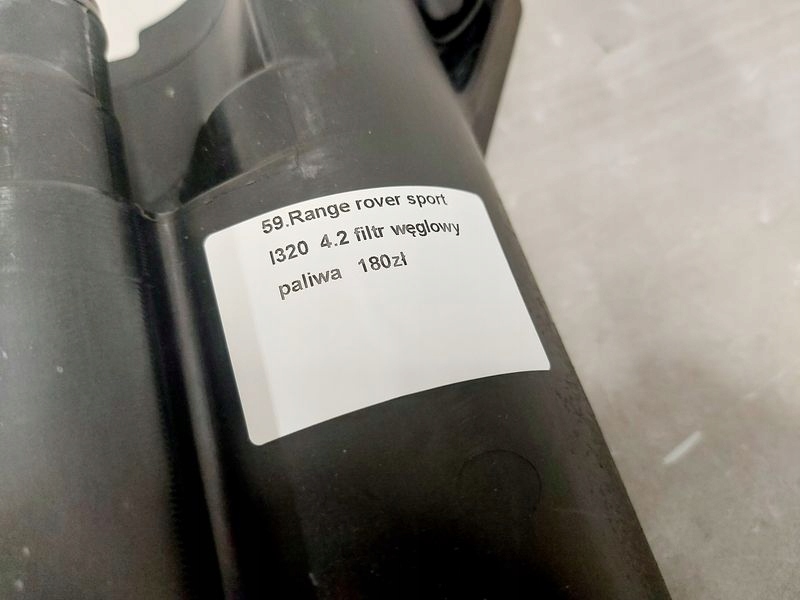 59.Range rover sport
l320 4.2 filtr węglowy
paliwa 180zł